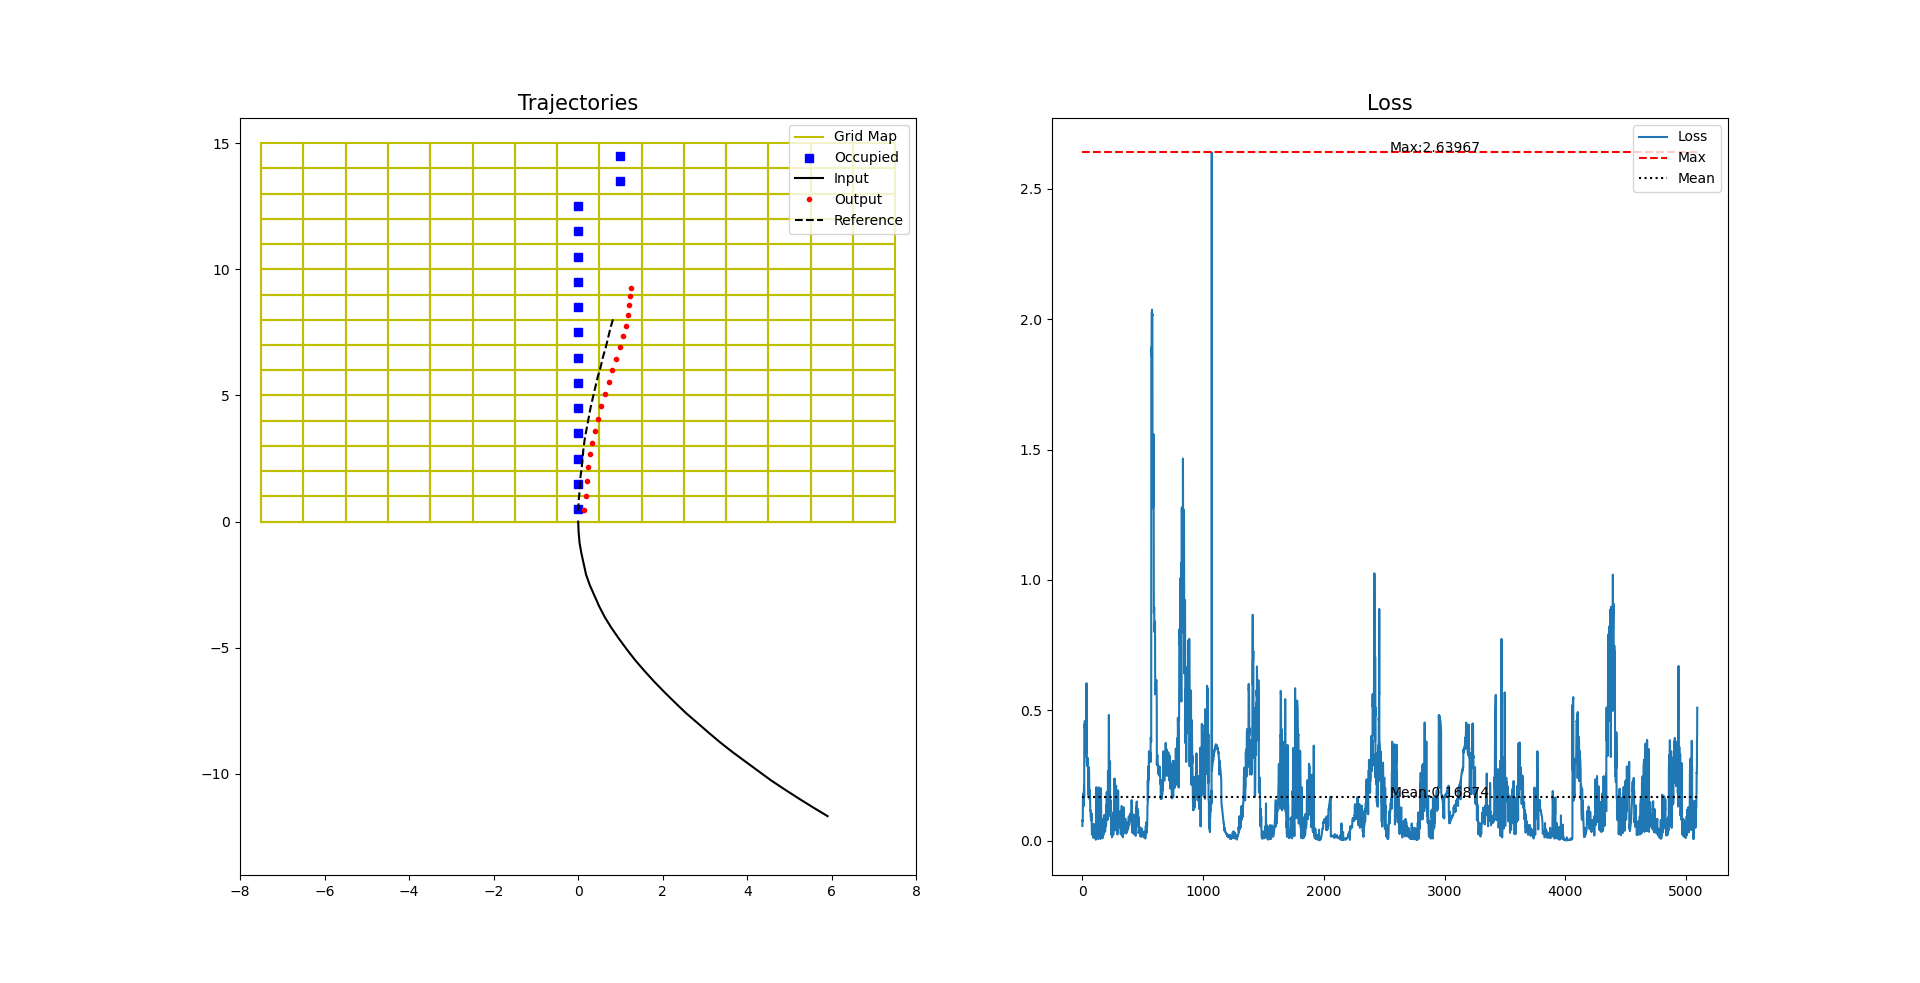 Trajectories
15
10
5
0
−5
−10
−8
−6
−4
−2
0
2
4
6
8
Grid Map
Occupied
Input
Output
Reference
Loss
2.5
2.0
1.5
1.0
0.5
0.0
0
1000
2000
3000
4000
5000
Max:2.63967
Mean:0.16874
Loss
Max
Mean